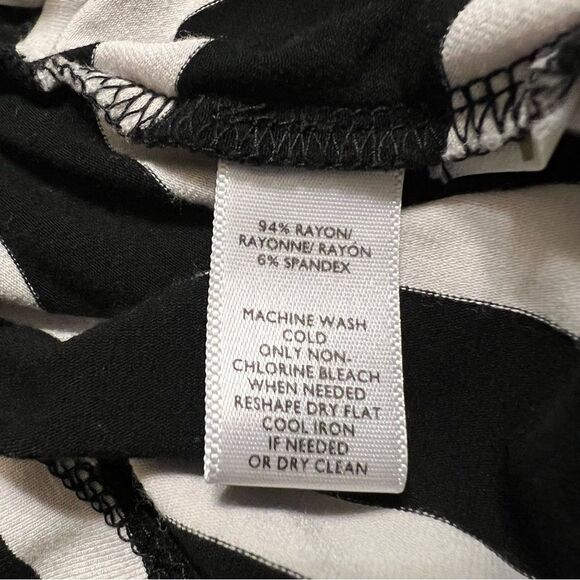 94% RAYON/
RAYONNE/ RAYÓN
6% SPANDEX
MACHINE WASH
COLD
ONLY NON-
CHLORINE BLEACH
WHEN NEEDED
RESHAPE DRY FLAT
COOL IRON
IF NEEDED
OR DRY CLEAN